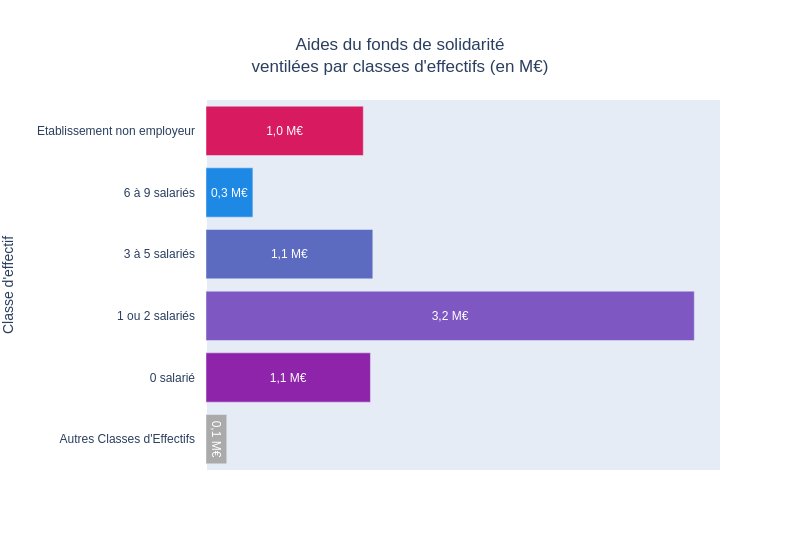 Aides du fonds de solidarité
ventilées par classes d'effectifs (en M€)
Classe d'effectif
Etablissement non employeur
1,0 M€
6 à 9 salariés
0,3 M€
3 à 5 salariés
1,1 M€
1 ou 2 salariés
3,2 M€
0 salarié
1,1 M€
Autres Classes d'Effectifs
0,1 M€